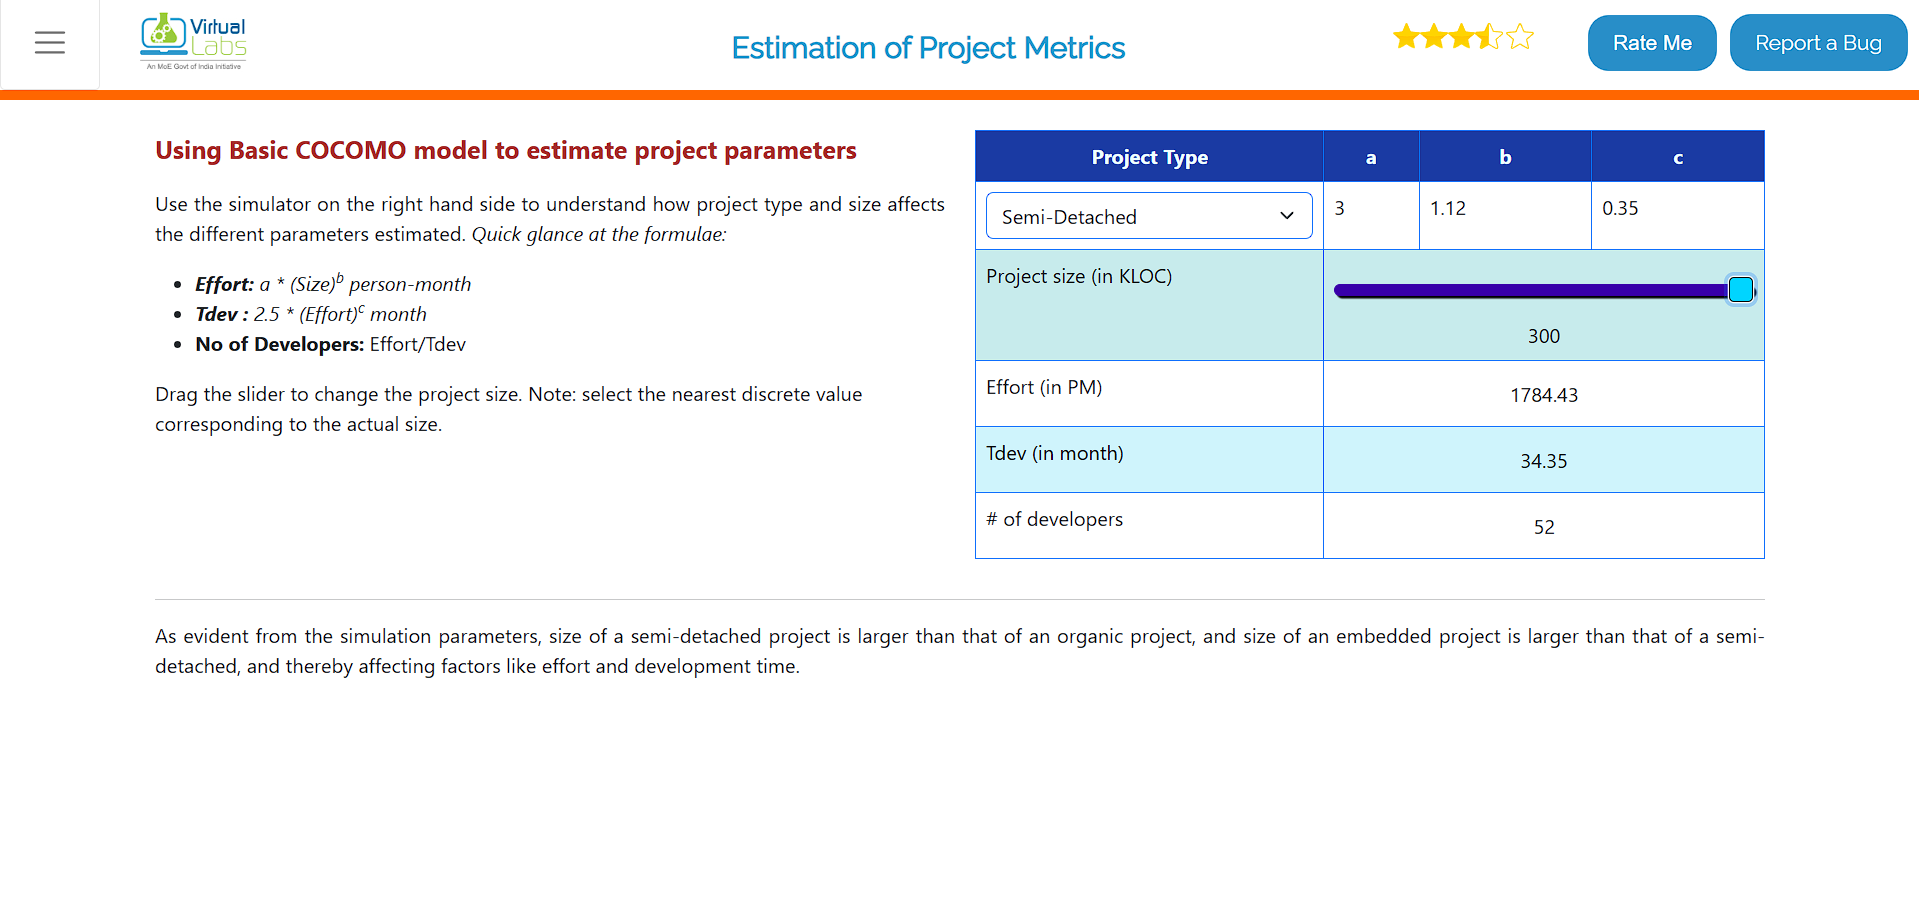 Virtual
Labs
An MoE Govt of India Initiative
Estimation of Project Metrics
Rate Me
Report a Bug
Using Basic COCOMO model to estimate project parameters
Use the simulator on the right hand side to understand how project type and size affects
the different parameters estimated. Quick glance at the formulae:
• Effort: a * (Size)^b person-month
• Tdev : 2.5 * (Effort)^c month
• No of Developers: Effort/Tdev
Drag the slider to change the project size. Note: select the nearest discrete value
corresponding to the actual size.
Project Type a b c
Semi-Detached 3 1.12 0.35
Project size (in KLOC)
300
Effort (in PM) 1784.43
Tdev (in month) 34.35
# of developers 52
As evident from the simulation parameters, size of a semi-detached project is larger than that of an organic project, and size of an embedded project is larger than that of a semi-
detached, and thereby affecting factors like effort and development time.